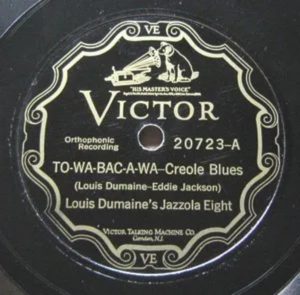 VE
"HIS MASTER'S VOICE"
VICTOR
Orthophonic
Recording
20723-A
TO-WA-BAC-A-WA–Creole Blues
(Louis Dumaine–Eddie Jackson)
Louis Dumaine's Jazzola Eight
VICTOR TALKING MACHINE CO.
Camden, N.J.
VE